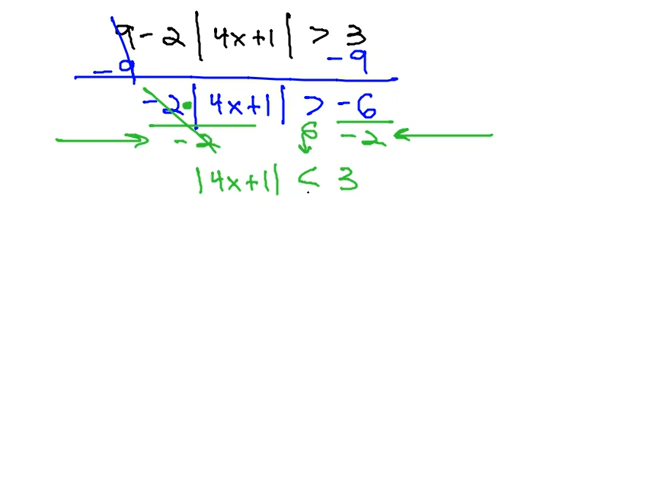 9 - 2 | 4x+1 | > 3
-9 -9
-2 · | 4x+1 | > -6
-2 -2
|4x+1| < 3